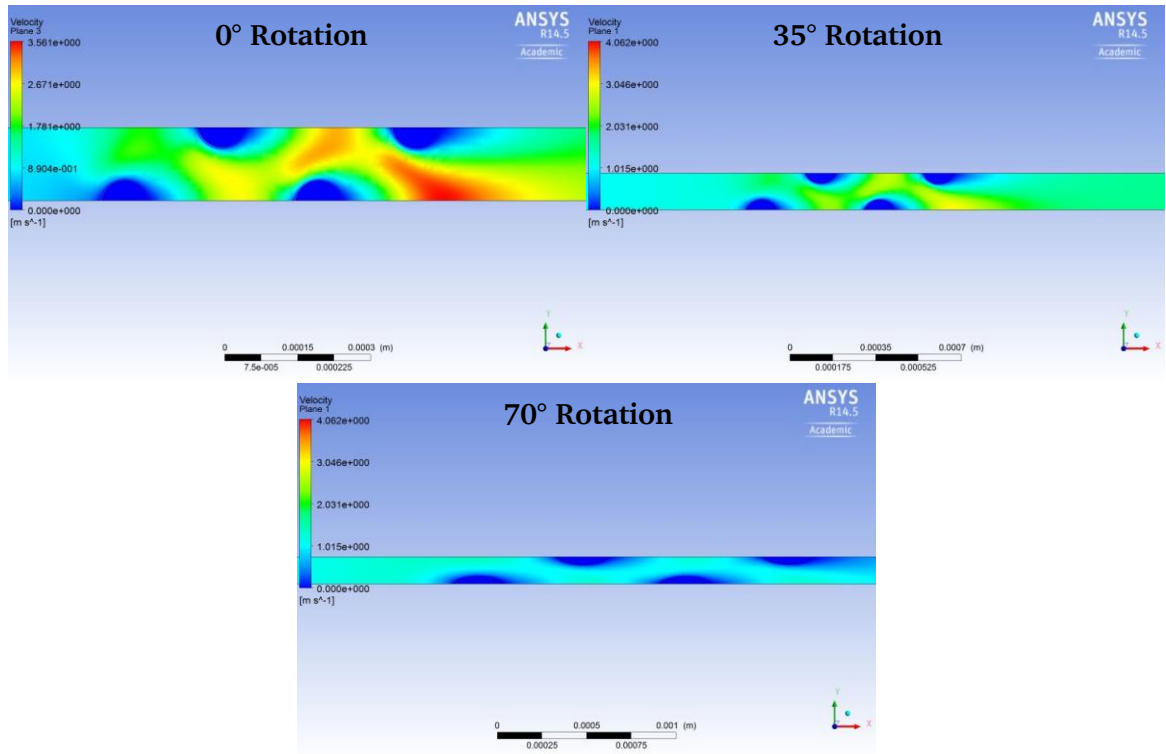 0° Rotation
Velocity
Plane 3
3.561e+000
2.671e+000
1.781e+000
8.904e-001
0.000e+000
[m s^-1]
ANSYS
R14.5
Academic
Y
X
0 0.00015 0.0003 (m)
7.5e-005 0.000225
35° Rotation
Velocity
Plane 1
4.062e+000
3.046e+000
2.031e+000
1.015e+000
0.000e+000
[m s^-1]
ANSYS
R14.5
Academic
Y
X
0 0.00035 0.0007 (m)
0.000175 0.000525
70° Rotation
Velocity
Plane 1
4.062e+000
3.046e+000
2.031e+000
1.015e+000
0.000e+000
[m s^-1]
ANSYS
R14.5
Academic
Y
X
0 0.0005 0.001 (m)
0.00025 0.00075